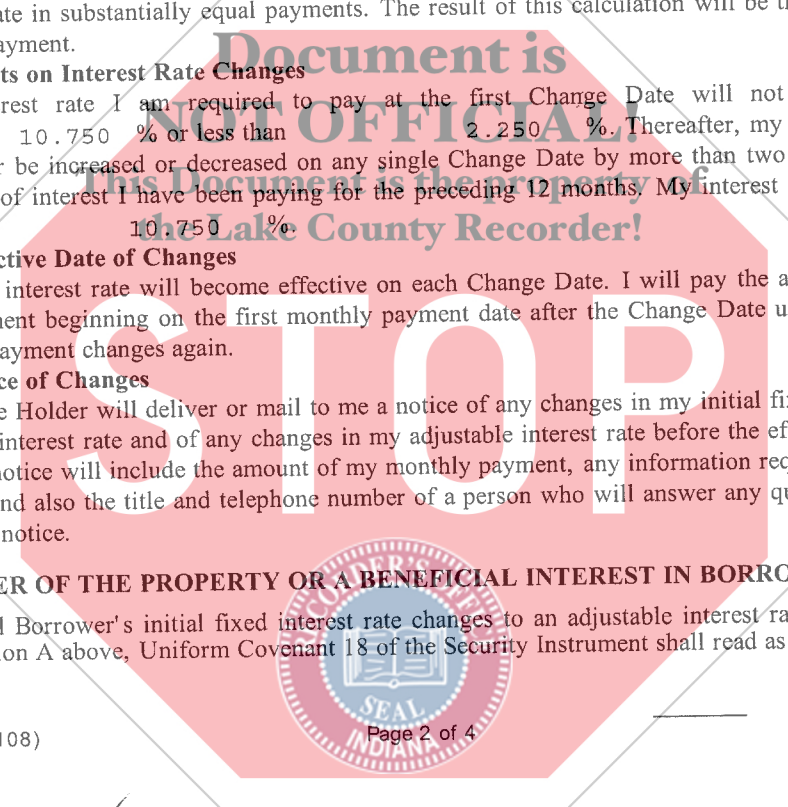 ate in substantially equal payments. The result of this calculation will be th
ayment.
ts on Interest Rate Changes
Document is
rest rate I am required to pay at the first Change Date will not
NOT OFFICIAL!
10.750 % or less than 2.250 %. Thereafter, my
r be increased or decreased on any single Change Date by more than two
This Document is the property of
of interest I have been paying for the preceding 12 months. My interest
10.750 %.
the Lake County Recorder!
ctive Date of Changes
interest rate will become effective on each Change Date. I will pay the a
ment beginning on the first monthly payment date after the Change Date u
ayment changes again.
STOP
ce of Changes
e Holder will deliver or mail to me a notice of any changes in my initial fi
interest rate and of any changes in my adjustable interest rate before the ef
notice will include the amount of my monthly payment, any information req
nd also the title and telephone number of a person who will answer any qu
notice.
ER OF THE PROPERTY OR A BENEFICIAL INTEREST IN BORRO
l Borrower's initial fixed interest rate changes to an adjustable interest ra
ion A above, Uniform Covenant 18 of the Security Instrument shall read as
SEAL
INDIANA
108)
Page 2 of 4